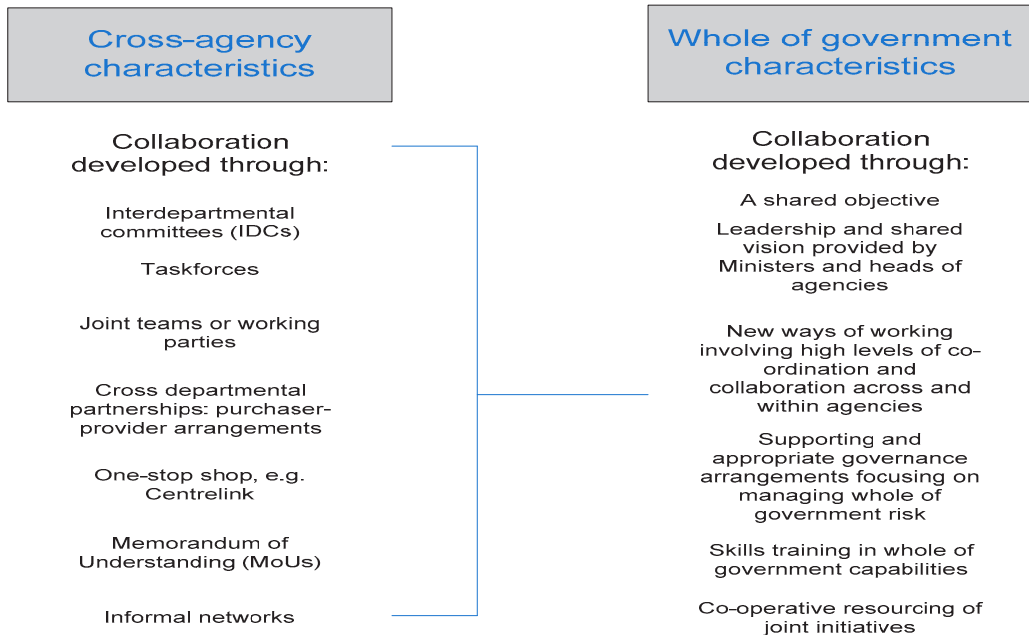 Cross-agency
characteristics
Collaboration
developed through:
Interdepartmental
committees (IDCs)
Taskforces
Joint teams or working
parties
Cross departmental
partnerships: purchaser-
provider arrangements
One-stop shop, e.g.
Centrelink
Memorandum of
Understanding (MoUs)
Informal networks
Whole of government
characteristics
Collaboration
developed through:
A shared objective
Leadership and shared
vision provided by
Ministers and heads of
agencies
New ways of working
involving high levels of co-
ordination and
collaboration across and
within agencies
Supporting and
appropriate governance
arrangements focusing on
managing whole of
government risk
Skills training in whole of
government capabilities
Co-operative resourcing of
joint initiatives